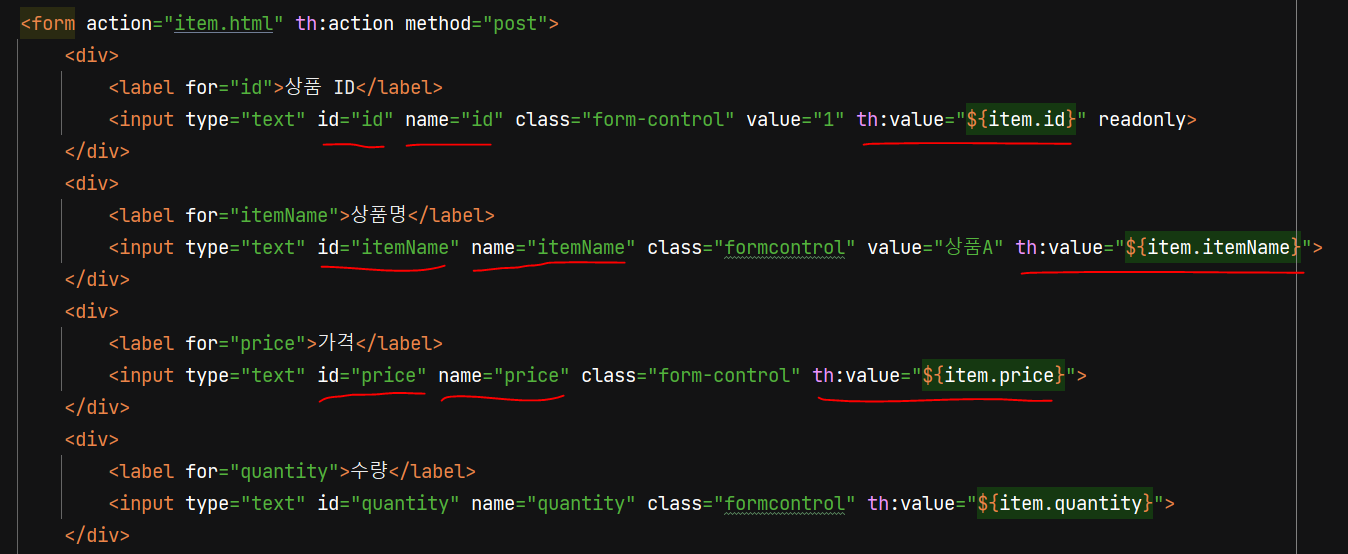 <form action="item.html" th:action method="post">
<div>
<label for="id">상품 ID</label>
<input type="text" id="id" name="id" class="form-control" value="1" th:value="${item.id}" readonly>
</div>
<div>
<label for="itemName">상품명</label>
<input type="text" id="itemName" name="itemName" class="formcontrol" value="상품A" th:value="${item.itemName}">
</div>
<div>
<label for="price">가격</label>
<input type="text" id="price" name="price" class="form-control" th:value="${item.price}">
</div>
<div>
<label for="quantity">수량</label>
<input type="text" id="quantity" name="quantity" class="formcontrol" th:value="${item.quantity}">
</div>